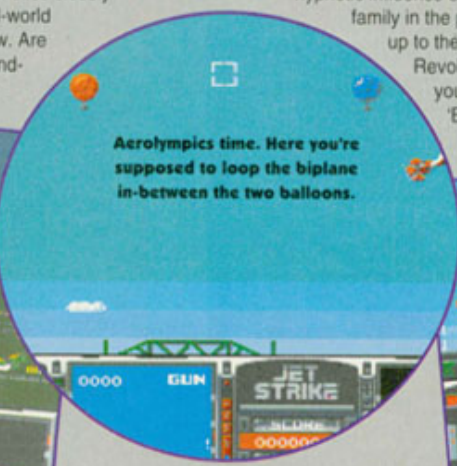 -world
w. Are
nd-
family in the
up to the
Revo
you
Aerolympics time. Here you're
supposed to loop the biplane
in-between the two balloons.
0000 GUN
JET
STRIKE
SCORE
000000